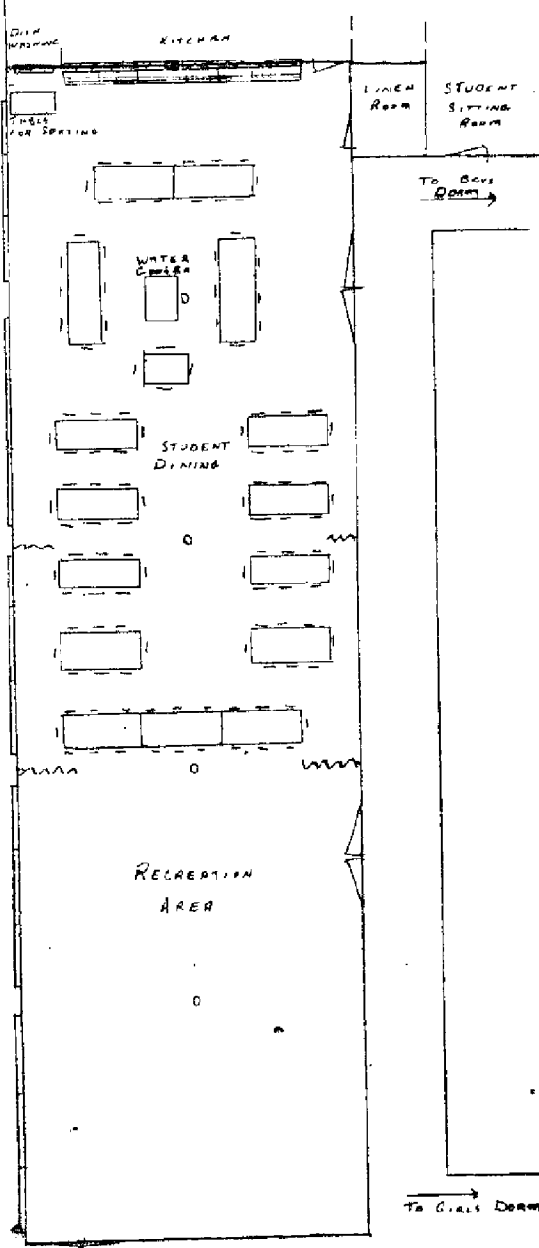 DISH
WASHING
KITCHEN
LINEN
ROOM
STUDENT
SITTING
ROOM
TABLE
FOR
TO BOYS
DORM
WATER
COOLER
STUDENT
DINING
RECREATION
AREA
TO GIRLS DORM